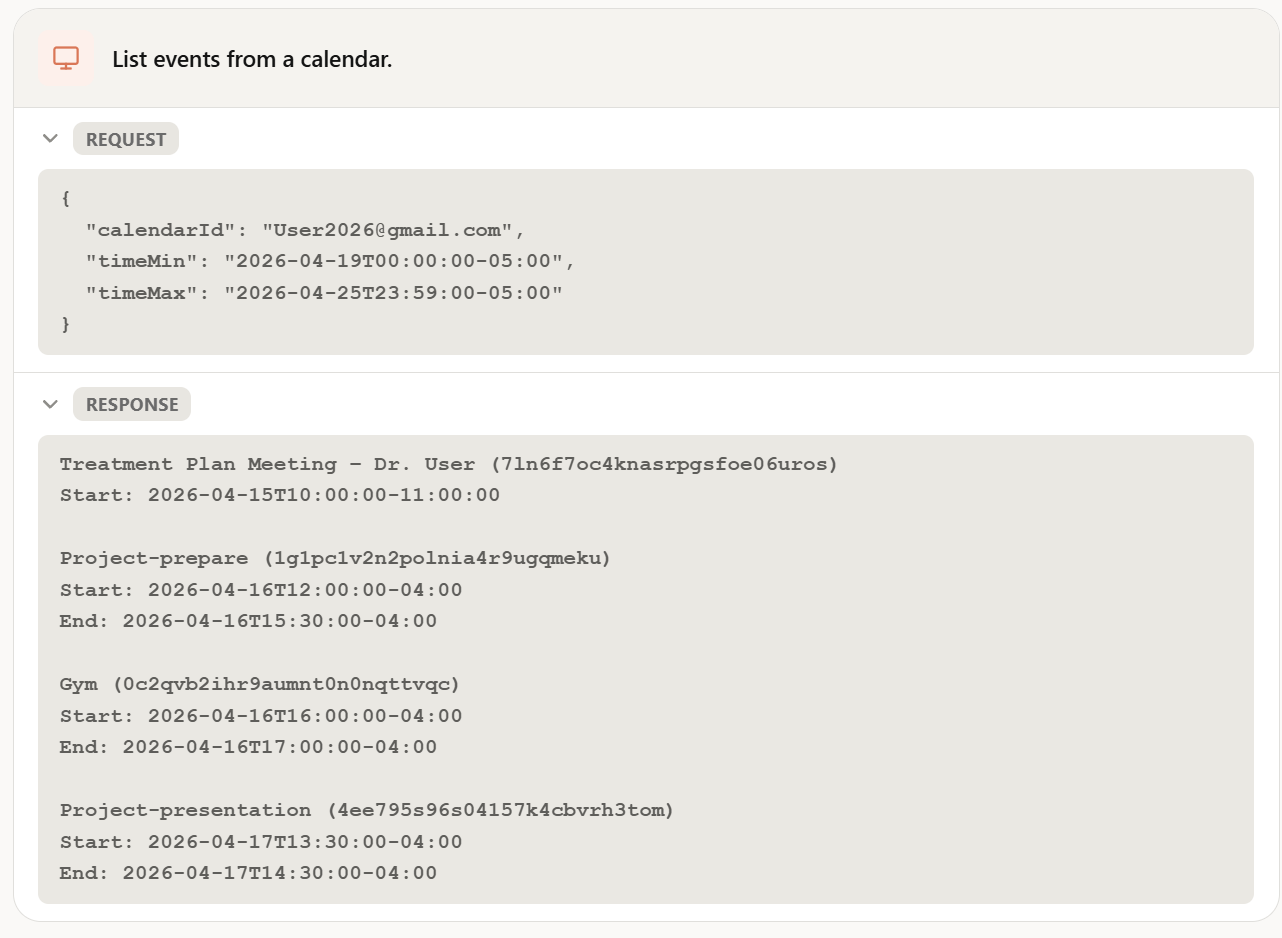 List events from a calendar.
REQUEST
{
"calendarId": "User2026@gmail.com",
"timeMin": "2026-04-19T00:00:00-05:00",
"timeMax": "2026-04-25T23:59:00-05:00"
}
RESPONSE
Treatment Plan Meeting – Dr. User (7ln6f7oc4knasrpgsfoe06uros)
Start: 2026-04-15T10:00:00-11:00:00
Project-prepare (1g1pc1v2n2polnia4r9ugqmeku)
Start: 2026-04-16T12:00:00-04:00
End: 2026-04-16T15:30:00-04:00
Gym (0c2qvb2ihr9aumnt0n0nqttvqc)
Start: 2026-04-16T16:00:00-04:00
End: 2026-04-16T17:00:00-04:00
Project-presentation (4ee795s96s04157k4cbvrh3tom)
Start: 2026-04-17T13:30:00-04:00
End: 2026-04-17T14:30:00-04:00